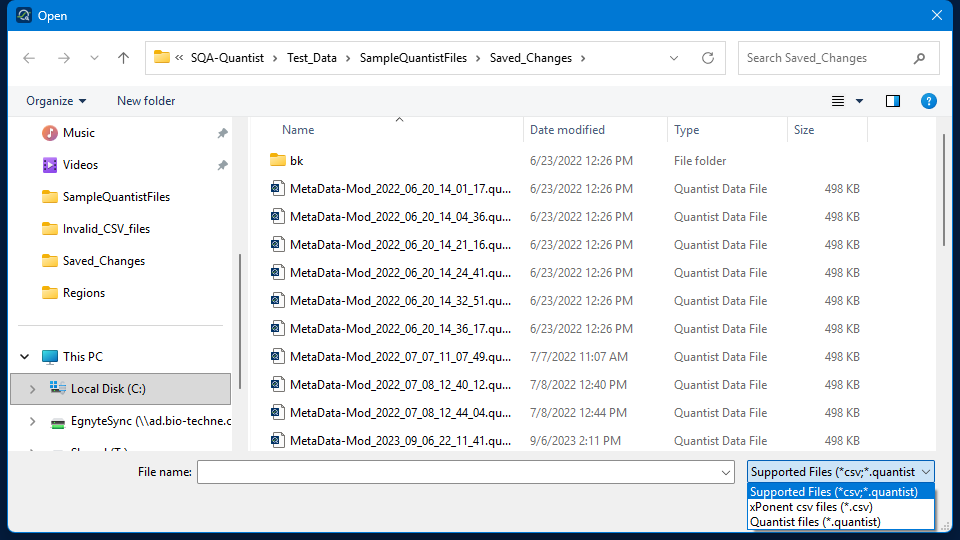 Open
« SQA-Quantist > Test_Data > SampleQuantistFiles > Saved_Changes >
Search Saved_Changes
Organize
New folder
Music
Videos
SampleQuantistFiles
Invalid_CSV_files
Saved_Changes
Regions
This PC
Local Disk (C:)
EgnyteSync (\\ad.bio-techne.c
Name Date modified Type Size
bk 6/23/2022 12:26 PM File folder
MetaData-Mod_2022_06_20_14_01_17.qu... 6/23/2022 12:26 PM Quantist Data File 498 KB
MetaData-Mod_2022_06_20_14_04_36.qu... 6/23/2022 12:26 PM Quantist Data File 498 KB
MetaData-Mod_2022_06_20_14_21_16.qu... 6/23/2022 12:26 PM Quantist Data File 498 KB
MetaData-Mod_2022_06_20_14_24_41.qu... 6/23/2022 12:26 PM Quantist Data File 498 KB
MetaData-Mod_2022_06_20_14_32_51.qu... 6/23/2022 12:26 PM Quantist Data File 498 KB
MetaData-Mod_2022_06_20_14_36_17.qu... 6/23/2022 12:26 PM Quantist Data File 498 KB
MetaData-Mod_2022_07_07_11_07_49.qu... 7/7/2022 11:07 AM Quantist Data File 498 KB
MetaData-Mod_2022_07_08_12_40_12.qu... 7/8/2022 12:40 PM Quantist Data File 498 KB
MetaData-Mod_2022_07_08_12_44_04.qu... 7/8/2022 12:44 PM Quantist Data File 498 KB
MetaData-Mod_2023_09_06_22_11_41.qu... 9/6/2023 2:11 PM Quantist Data File 498 KB
File name:
Supported Files (*csv;*.quantist
Supported Files (*csv;*.quantist)
xPonent csv files (*.csv)
Quantist files (*.quantist)